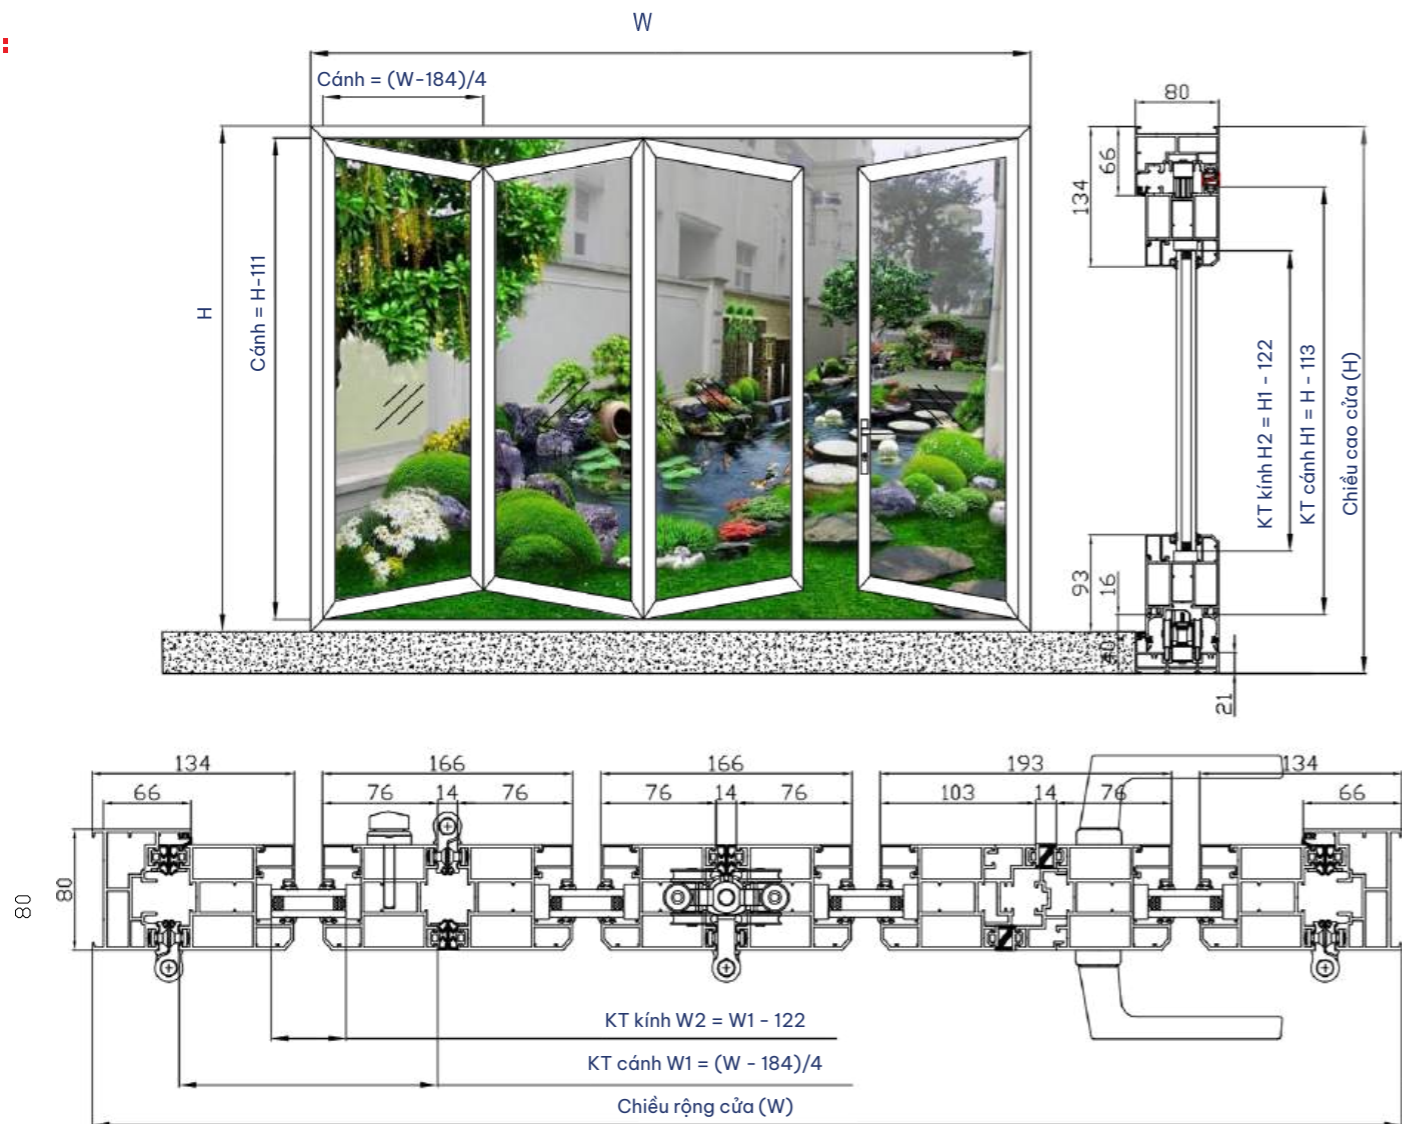 W
Cánh = (W-184)/4
80
66
134
H
Cánh = H-111
KT kính H2 = H1 - 122
KT cánh H1 = H - 113
Chiều cao cửa (H)
93
16
40
21
134
166
166
193
134
66
76
14
76
76
14
76
103
14
76
66
80
80
KT kính W2 = W1 - 122
KT cánh W1 = (W - 184)/4
Chiều rộng cửa (W)